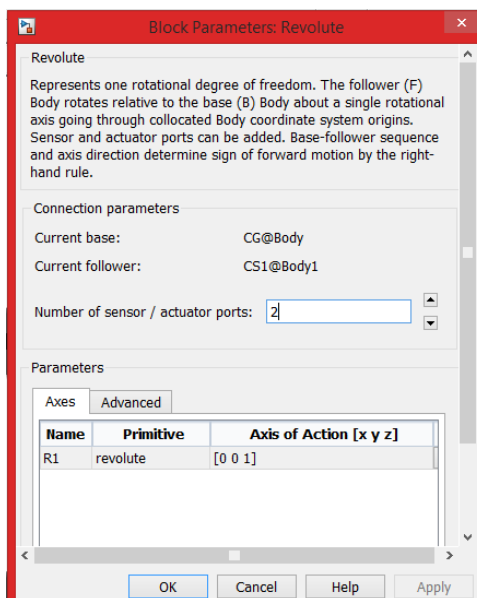 Block Parameters: Revolute
Revolute
Represents one rotational degree of freedom. The follower (F)
Body rotates relative to the base (B) Body about a single rotational
axis going through collocated Body coordinate system origins.
Sensor and actuator ports can be added. Base-follower sequence
and axis direction determine sign of forward motion by the right-
hand rule.
Connection parameters
Current base: CG@Body
Current follower: CS1@Body1
Number of sensor / actuator ports: 2
Parameters
Axes Advanced
Name Primitive Axis of Action [x y z]
R1 revolute [0 0 1]
OK Cancel Help Apply